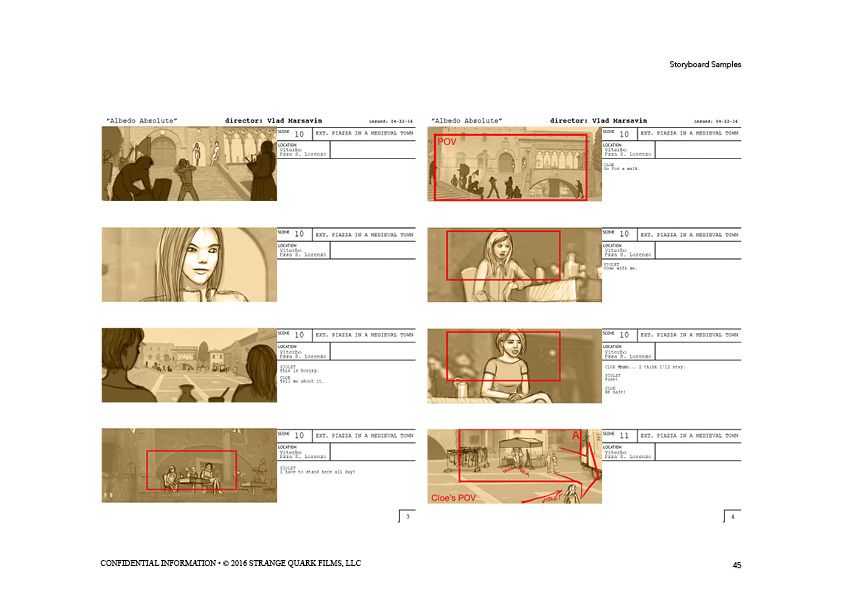 Storyboard Samples
"Albedo Absolute" director: Vlad Marsavin issued: 04-22-16
SCENE 10 EXT. PIAZZA IN A MEDIEVAL TOWN
LOCATION
Viterbo
Pzza S. Lorenzo
SCENE 10 EXT. PIAZZA IN A MEDIEVAL TOWN
LOCATION
Viterbo
Pzza S. Lorenzo
SCENE 10 EXT. PIAZZA IN A MEDIEVAL TOWN
LOCATION
Viterbo
Pzza S. Lorenzo
VIOLET
This is boring.
CLOE
Tell me about it.
SCENE 10 EXT. PIAZZA IN A MEDIEVAL TOWN
LOCATION
Viterbo
Pzza S. Lorenzo
VIOLET
I have to stand here all day!
3
"Albedo Absolute" director: Vlad Marsavin issued: 04-22-16
POV
SCENE 10 EXT. PIAZZA IN A MEDIEVAL TOWN
LOCATION
Viterbo
Pzza S. Lorenzo
CLOE
Go for a walk.
SCENE 10 EXT. PIAZZA IN A MEDIEVAL TOWN
LOCATION
Viterbo
Pzza S. Lorenzo
VIOLET
Come with me.
SCENE 10 EXT. PIAZZA IN A MEDIEVAL TOWN
LOCATION
Viterbo
Pzza S. Lorenzo
CLOE Mmmm... I think I'll stay.
VIOLET
Fine!
CLOE
Be safe!
SCENE 11 EXT. PIAZZA IN A MEDIEVAL TOWN
LOCATION
Viterbo
Pzza S. Lorenzo
A
Cloe's POV
VIOLET
4
CONFIDENTIAL INFORMATION • © 2016 STRANGE QUARK FILMS, LLC
45